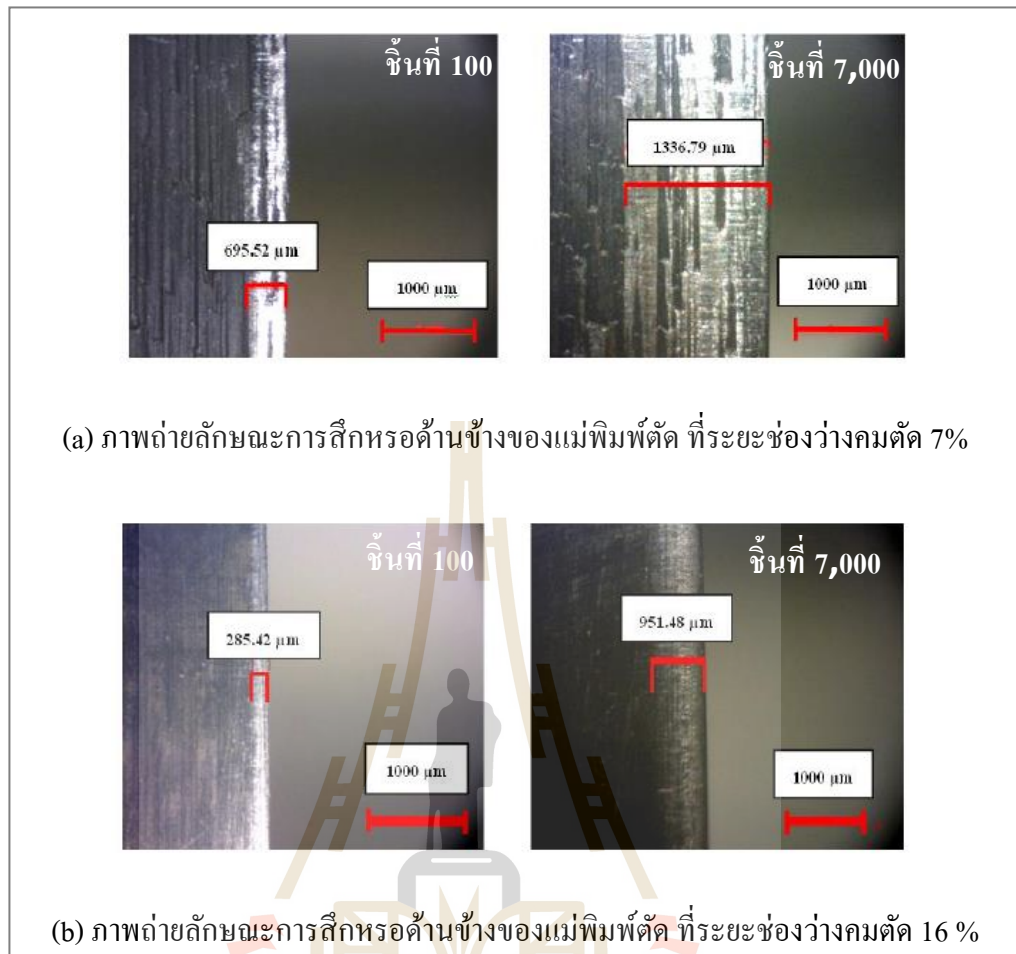 ชิ้นที่ 100
ชิ้นที่ 7,000
1336.79 µm
695.52 µm
1000 µm
1000 µm
(a) ภาพถ่ายลักษณะการสึกหรอด้านข้างของแม่พิมพ์ตัด ที่ระยะช่องว่างคมตัด 7%
ชิ้นที่ 100
ชิ้นที่ 7,000
285.42 µm
951.48 µm
1000 µm
1000 µm
(b) ภาพถ่ายลักษณะการสึกหรอด้านข้างของแม่พิมพ์ตัด ที่ระยะช่องว่างคมตัด 16 %